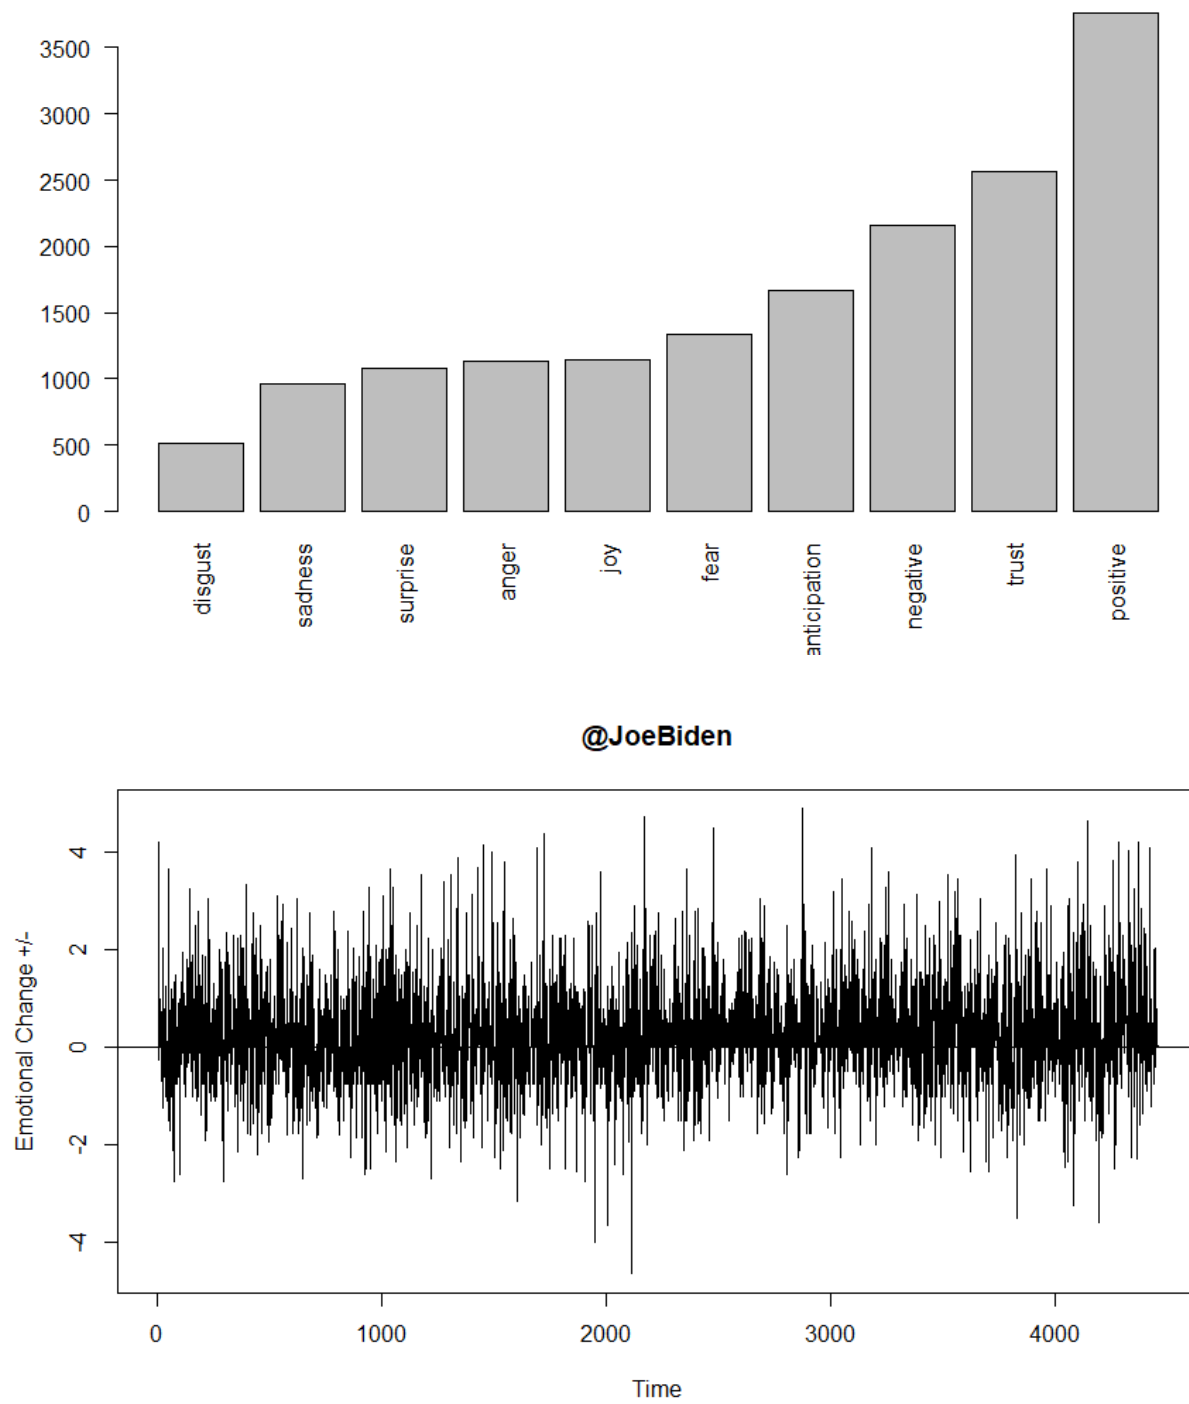 3500
3000
2500
2000
1500
1000
500
0
disgust
sadness
surprise
anger
joy
fear
anticipation
negative
trust
positive
@JoeBiden
Emotional Change +/-
4
2
0
-2
-4
0 1000 2000 3000 4000
Time